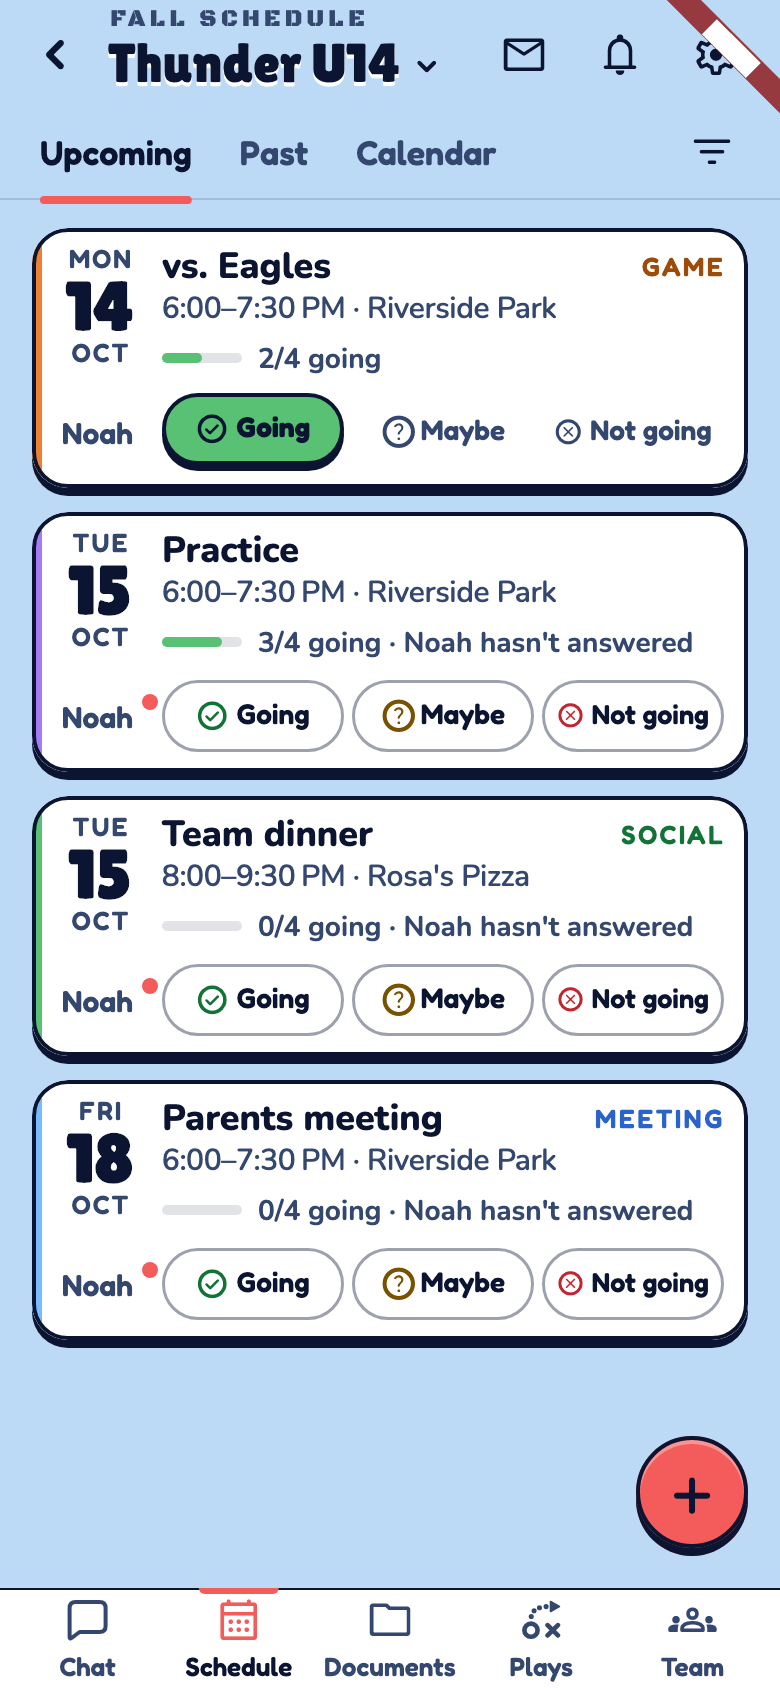 FALL SCHEDULE
Thunder U14
Upcoming Past Calendar
MON
14
OCT
vs. Eagles
GAME
6:00–7:30 PM · Riverside Park
2/4 going
Noah
Going
Maybe
Not going
TUE
15
OCT
Practice
6:00–7:30 PM · Riverside Park
3/4 going · Noah hasn't answered
Noah
Going
Maybe
Not going
TUE
15
OCT
Team dinner
SOCIAL
8:00–9:30 PM · Rosa's Pizza
0/4 going · Noah hasn't answered
Noah
Going
Maybe
Not going
FRI
18
OCT
Parents meeting
MEETING
6:00–7:30 PM · Riverside Park
0/4 going · Noah hasn't answered
Noah
Going
Maybe
Not going
Chat Schedule Documents Plays Team